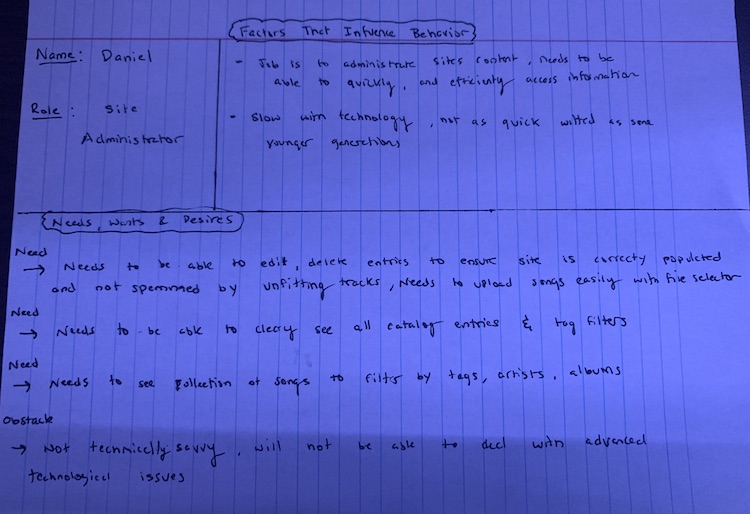 Factors That Infuence Behavior
Name: Daniel
Role: Site
Administrator
- Job is to administrate sites content, needs to be
able to quickly, and efficienty access information
- Slow with technology, not as quick witted as some
younger generations
Needs, Wants & Desires
Need
→ Needs to be able to edit, delete entries to ensure site is correcty populated
and not spammed by unfitting tracks, Needs to upload songs easily with file selector
Need
→ Needs to be able to cleary see all catalog entries & tag filters
Need
→ Needs to see collection of songs to filter by tags, artists, albums
Obstacle
→ Not technically savvy, will not be able to deal with advanced
technological issues